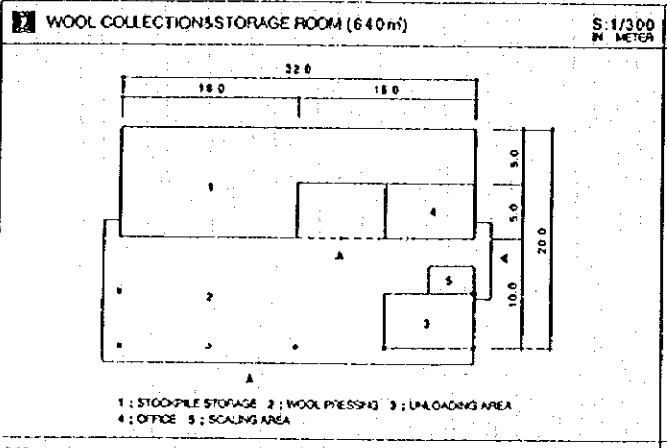 WOOL COLLECTION&STORAGE ROOM (640㎡)
S:1/300
IN METER
32.0
16.0 16.0
5.0
5.0
10.0
20.0
1
4
A
A
5
2
3
A
1 ; STOCKPILE STORAGE 2 ; WOOL PRESSING 3 ; UNLOADING AREA
4 ; OFFICE 5 ; SCALING AREA